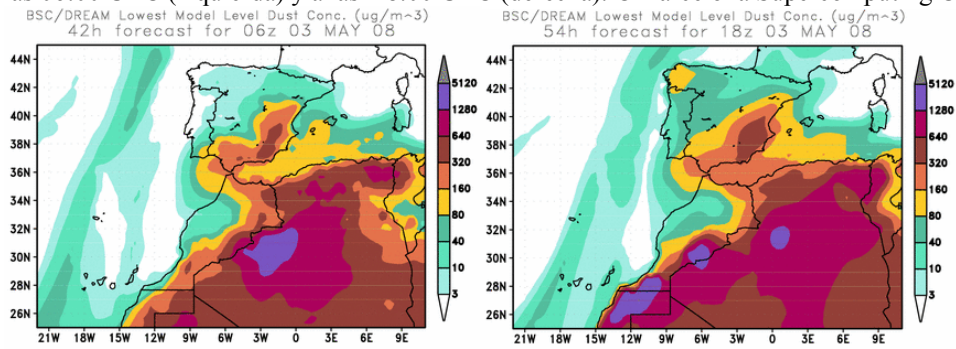 BSC/DREAM Lowest Model Level Dust Conc. (ug/m^3)
42h forecast for 06z 03 MAY 08
44N
42N
40N
38N
36N
34N
32N
30N
28N
26N
21W 18W 15W 12W 9W 6W 3W 0 3E 6E 9E
5120
1280
640
320
160
80
40
10
3
BSC/DREAM Lowest Model Level Dust Conc. (ug/m^3)
54h forecast for 18z 03 MAY 08
44N
42N
40N
38N
36N
34N
32N
30N
28N
26N
21W 18W 15W 12W 9W 6W 3W 0 3E 6E 9E
5120
1280
640
320
160
80
40
10
3